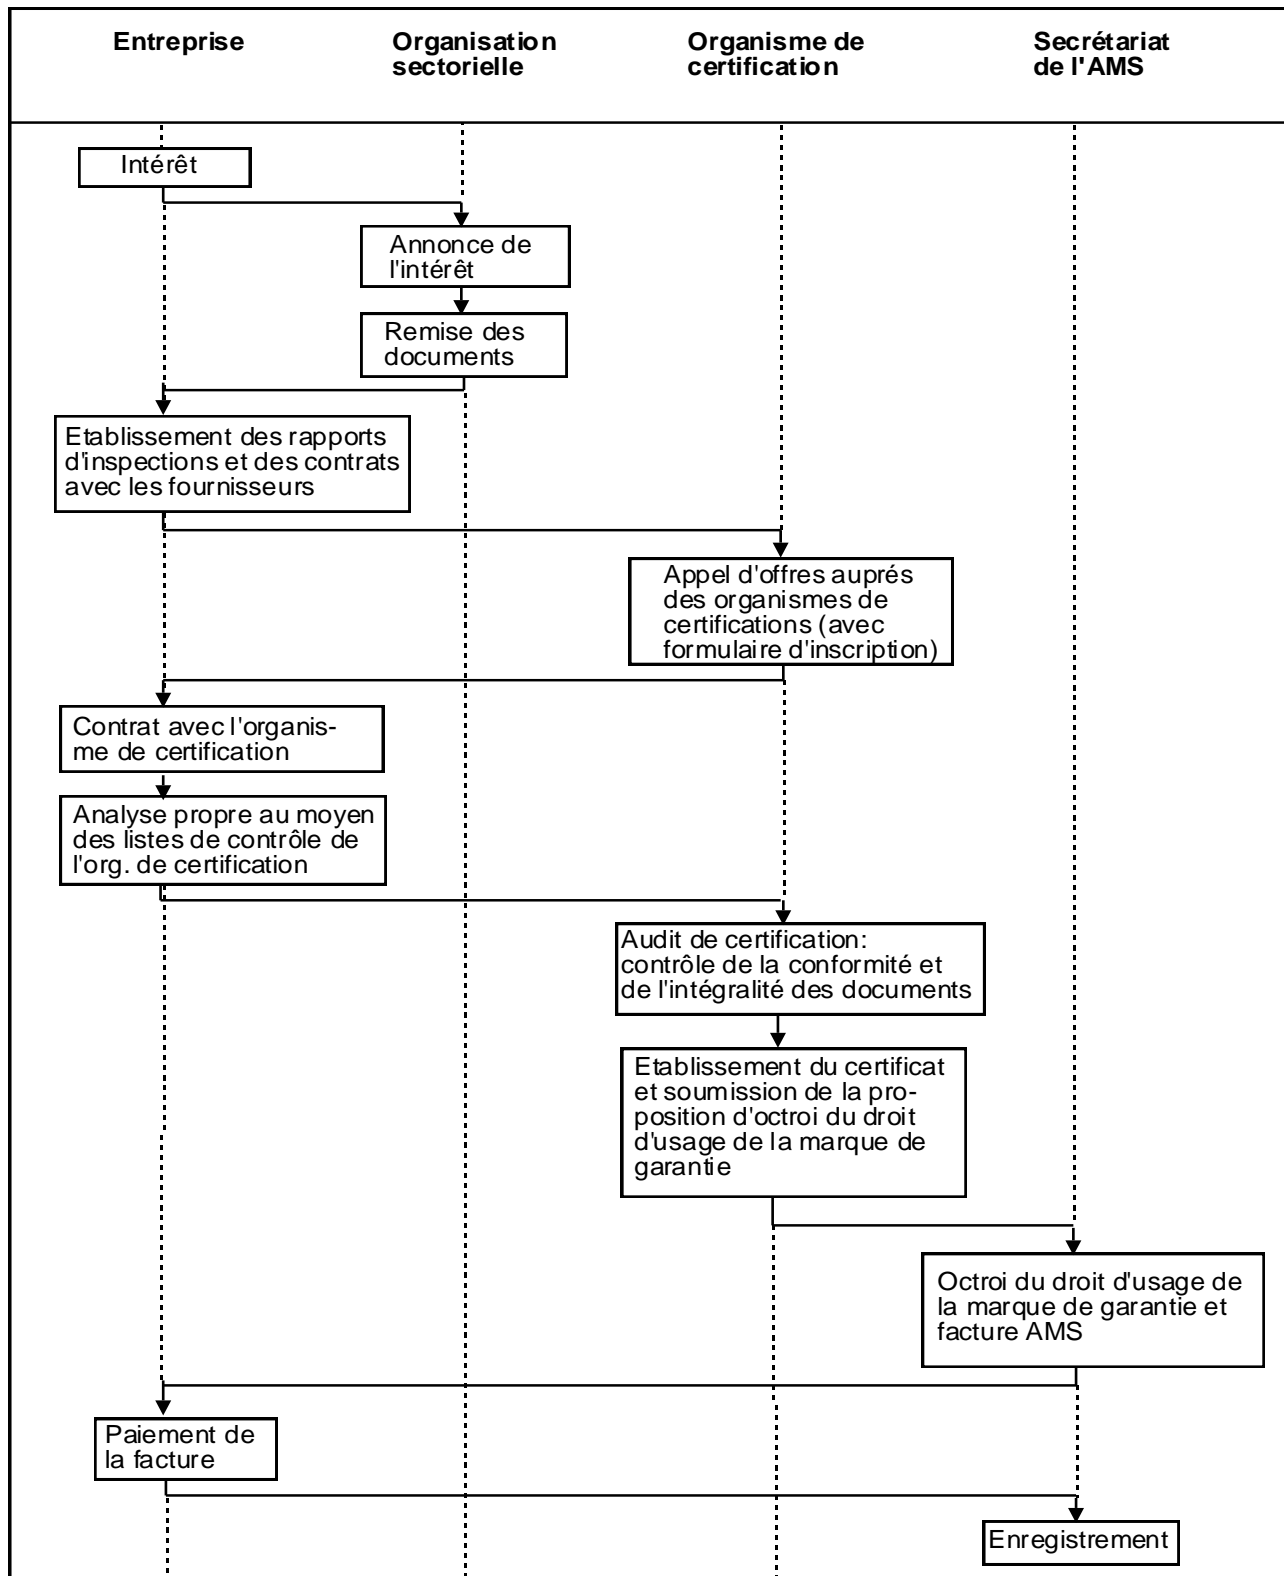 Entreprise
Organisation
sectorielle
Organisme de
certification
Secrétariat
de l'AMS
Intérêt
Annonce de
l'intérêt
Remise des
documents
Etablissement des rapports
d'inspections et des contrats
avec les fournisseurs
Appel d'offres auprés
des organismes de
certifications (avec
formulaire d'inscription)
Contrat avec l'organis-
me de certification
Analyse propre au moyen
des listes de contrôle de
l'org. de certification
Audit de certification:
contrôle de la conformité et
de l'intégralité des documents
Etablissement du certificat
et soumission de la pro-
position d'octroi du droit
d'usage de la marque de
garantie
Octroi du droit d'usage de
la marque de garantie et
facture AMS
Paiement de
la facture
Enregistrement